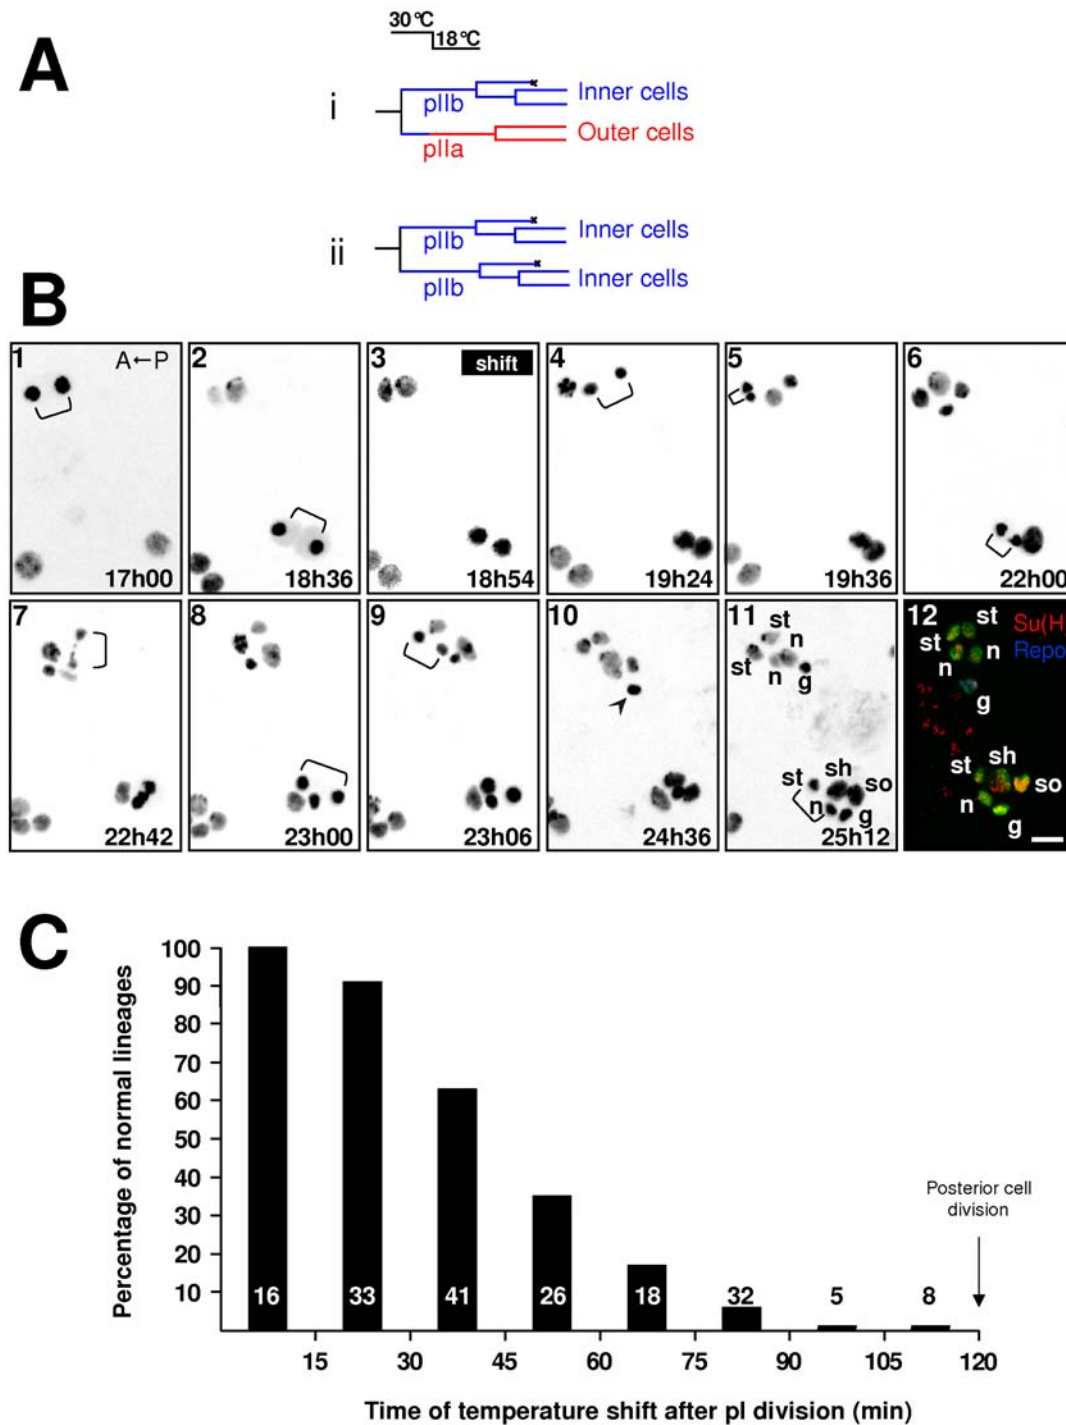 A
30°C
18°C
i
pIIb
Inner cells
pIIa
Outer cells
ii
pIIb
Inner cells
pIIb
Inner cells
B
1
A←P
17h00
2
18h36
3
shift
18h54
4
19h24
5
19h36
6
22h00
7
22h42
8
23h00
9
23h06
10
24h36
11
st
n
st
n
g
st
sh
so
n
g
25h12
12
st
Su(H
st
n
Repo
g
st
sh
so
n
g
C
Percentage of normal lineages
100
90
80
70
60
50
40
30
20
10
16
33
41
26
18
32
5
8
Posterior cell
division
15
30
45
60
75
90
105
120
Time of temperature shift after pI division (min)